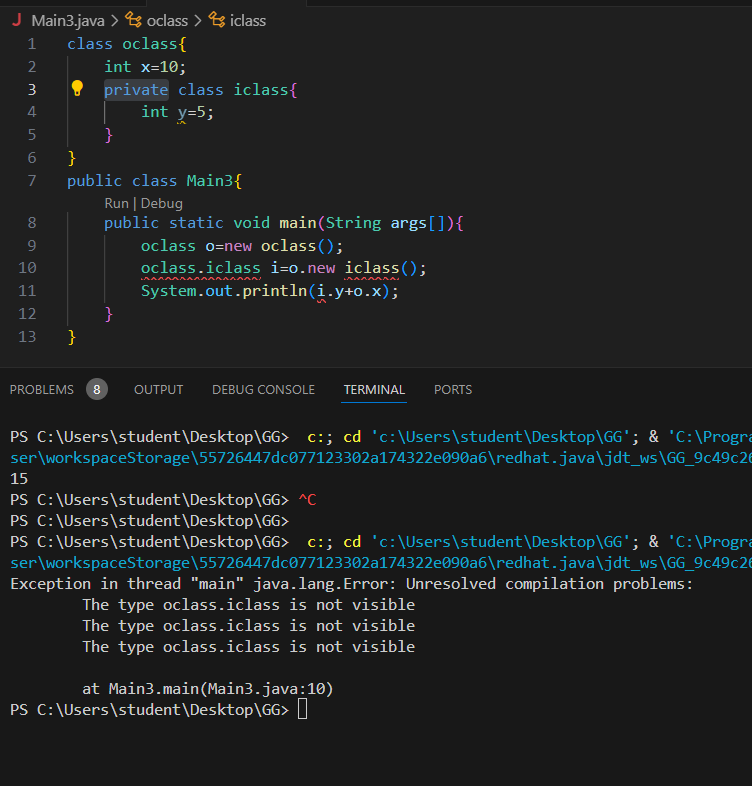 J Main3.java > oclass > iclass
1 class oclass{
2 int x=10;
3 private class iclass{
4 int y=5;
5 }
6 }
7 public class Main3{
Run | Debug
8 public static void main(String args[]){
9 oclass o=new oclass();
10 oclass.iclass i=o.new iclass();
11 System.out.println(i.y+o.x);
12 }
13 }
PROBLEMS 8 OUTPUT DEBUG CONSOLE TERMINAL PORTS
PS C:\Users\student\Desktop\GG> c:; cd 'c:\Users\student\Desktop\GG'; & 'C:\Progra
ser\workspaceStorage\55726447dc077123302a174322e090a6\redhat.java\jdt_ws\GG_9c49c26
15
PS C:\Users\student\Desktop\GG> ^C
PS C:\Users\student\Desktop\GG>
PS C:\Users\student\Desktop\GG> c:; cd 'c:\Users\student\Desktop\GG'; & 'C:\Progra
ser\workspaceStorage\55726447dc077123302a174322e090a6\redhat.java\jdt_ws\GG_9c49c26
Exception in thread "main" java.lang.Error: Unresolved compilation problems:
The type oclass.iclass is not visible
The type oclass.iclass is not visible
The type oclass.iclass is not visible
at Main3.main(Main3.java:10)
PS C:\Users\student\Desktop\GG>